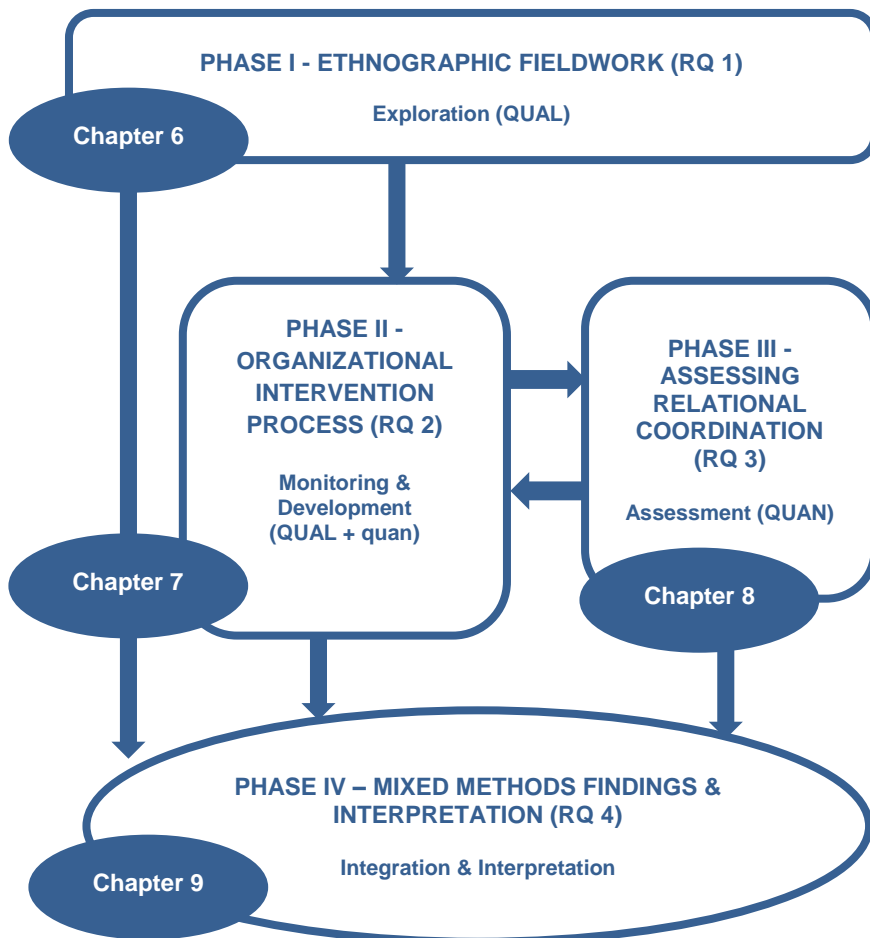 PHASE I - ETHNOGRAPHIC FIELDWORK (RQ 1)
Exploration (QUAL)
Chapter 6
PHASE II -
ORGANIZATIONAL
INTERVENTION
PROCESS (RQ 2)
Monitoring &
Development
(QUAL + quan)
Chapter 7
PHASE III -
ASSESSING
RELATIONAL
COORDINATION
(RQ 3)
Assessment (QUAN)
Chapter 8
PHASE IV – MIXED METHODS FINDINGS &
INTERPRETATION (RQ 4)
Integration & Interpretation
Chapter 9